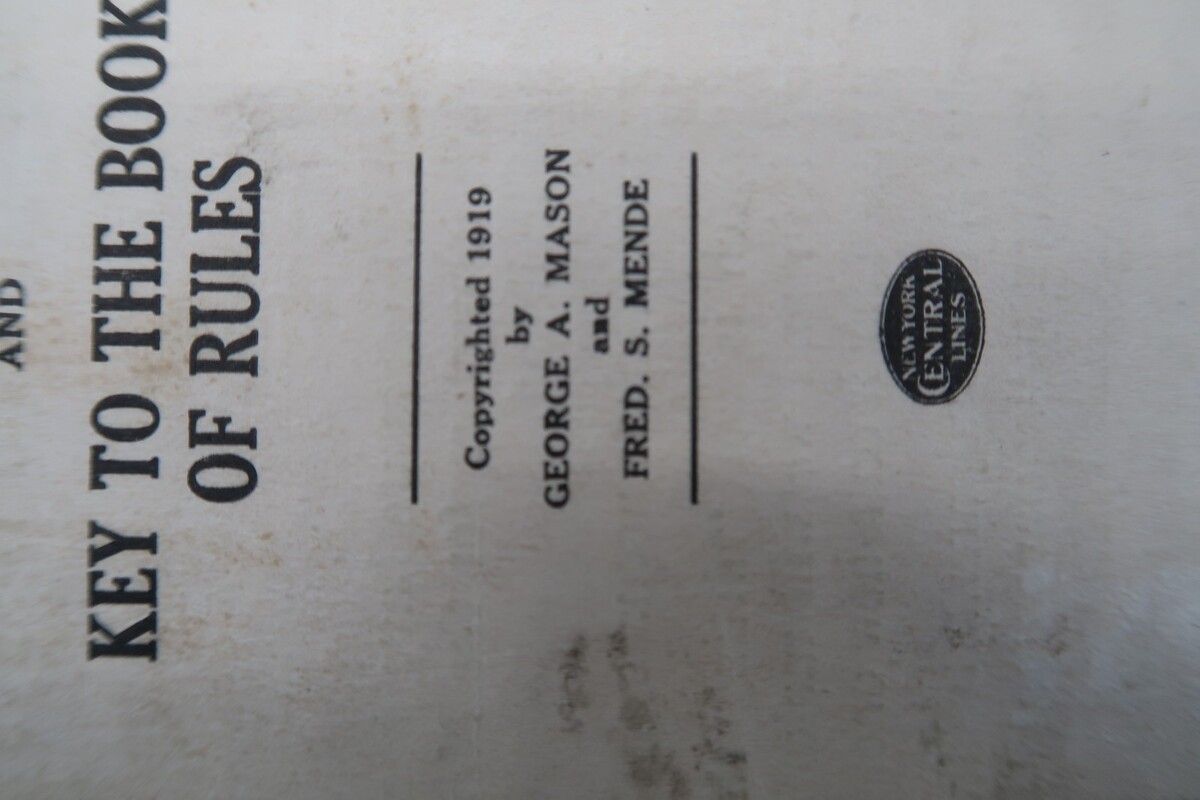 AND
KEY TO THE BOOK
OF RULES
Copyrighted 1919
by
GEORGE A. MASON
and
FRED. S. MENDE
NEW YORK
CENTRAL
LINES